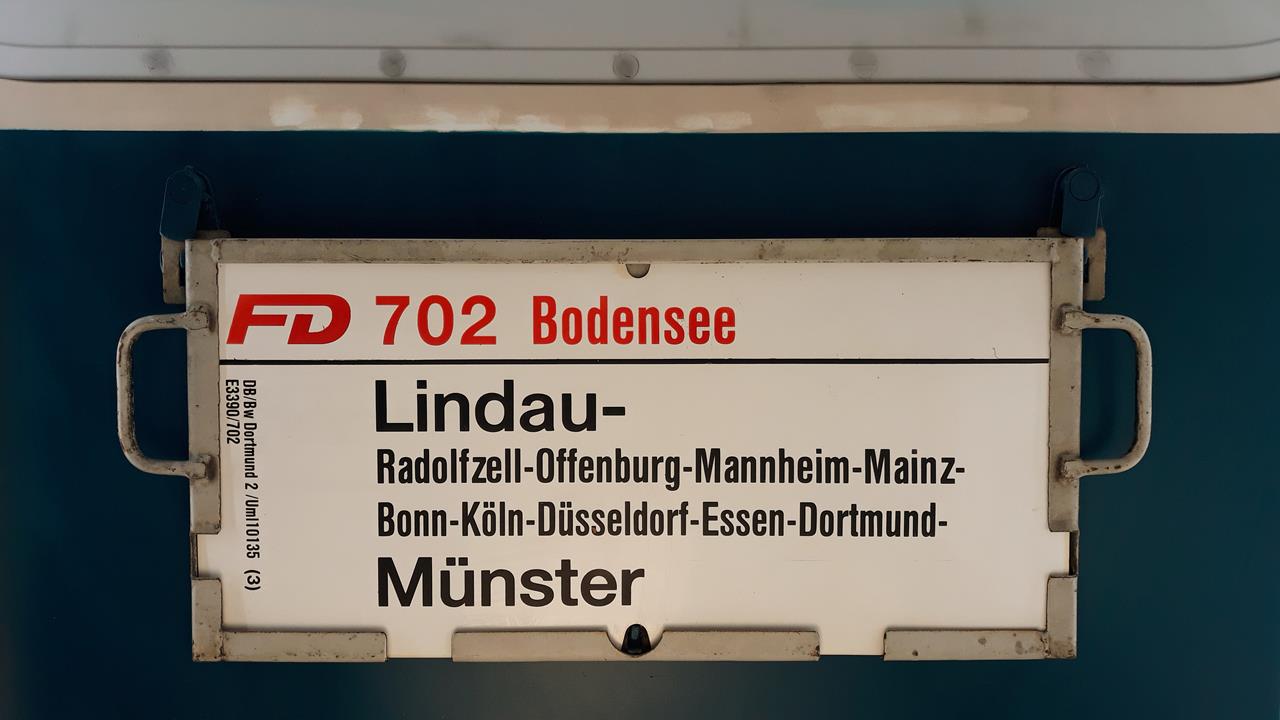 FD 702 Bodensee
Lindau-
Radolfzell-Offenburg-Mannheim-Mainz-
Bonn-Köln-Düsseldorf-Essen-Dortmund-
Münster
DB/Bw Dortmund 2 /Uml10135 (3)
E3390/702